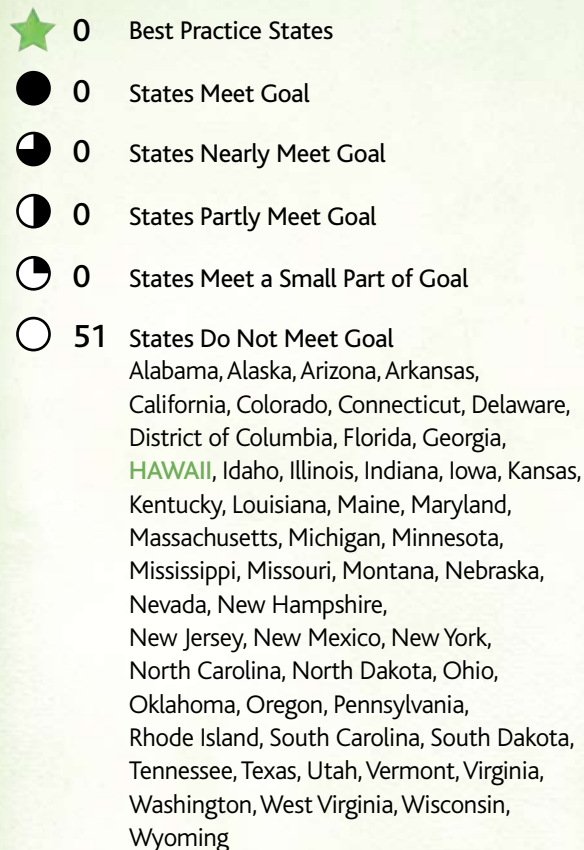 0 Best Practice States
0 States Meet Goal
0 States Nearly Meet Goal
0 States Partly Meet Goal
0 States Meet a Small Part of Goal
51 States Do Not Meet Goal
Alabama, Alaska, Arizona, Arkansas,
California, Colorado, Connecticut, Delaware,
District of Columbia, Florida, Georgia,
HAWAII, Idaho, Illinois, Indiana, Iowa, Kansas,
Kentucky, Louisiana, Maine, Maryland,
Massachusetts, Michigan, Minnesota,
Mississippi, Missouri, Montana, Nebraska,
Nevada, New Hampshire,
New Jersey, New Mexico, New York,
North Carolina, North Dakota, Ohio,
Oklahoma, Oregon, Pennsylvania,
Rhode Island, South Carolina, South Dakota,
Tennessee, Texas, Utah, Vermont, Virginia,
Washington, West Virginia, Wisconsin,
Wyoming